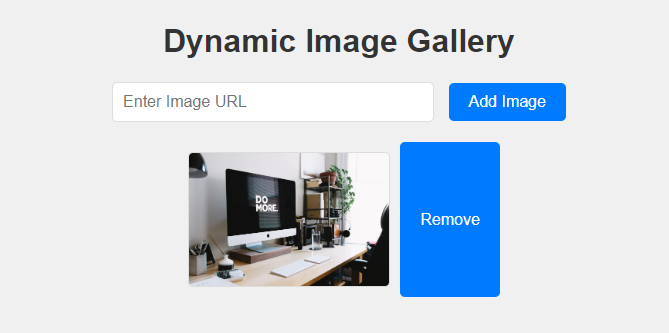 Dynamic Image Gallery
Enter Image URL
Add Image
DO
MORE.
Remove